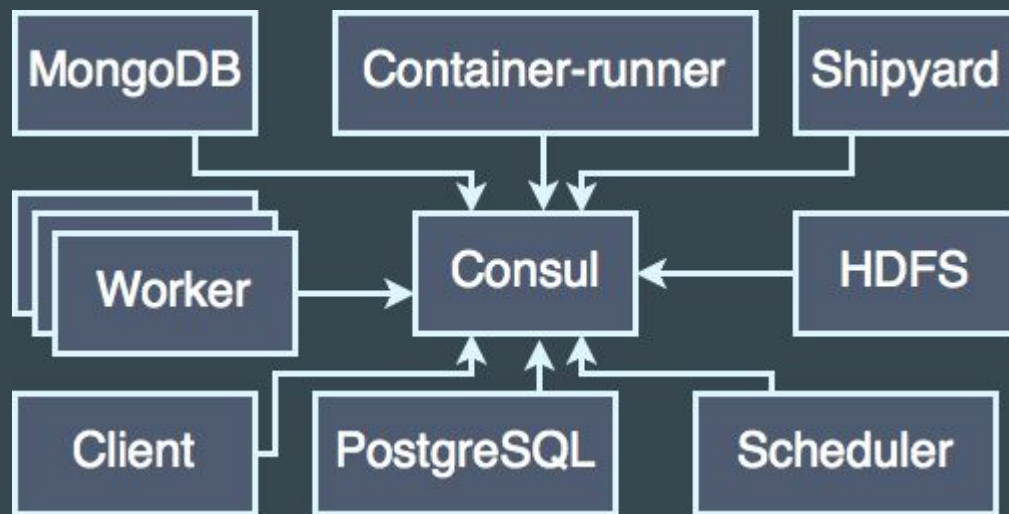 MongoDB
Container-runner
Shipyard
Worker
Consul
HDFS
Client
PostgreSQL
Scheduler